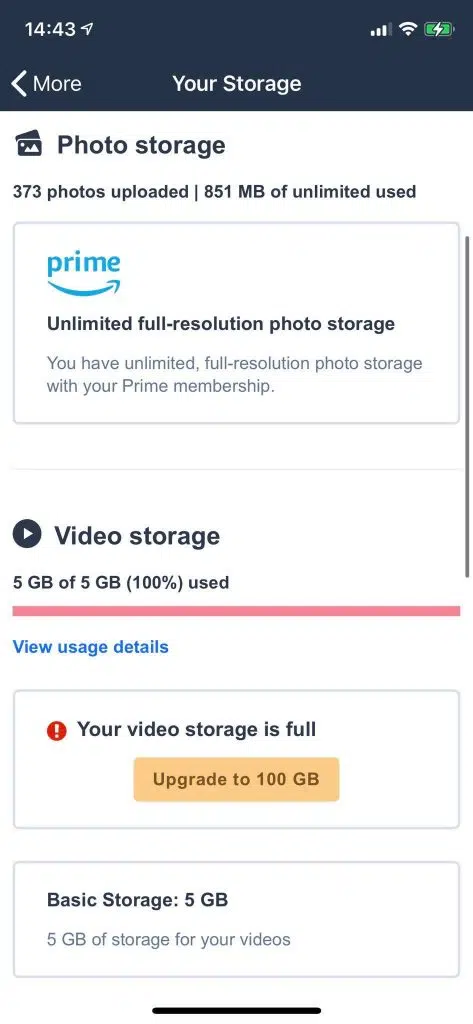 14:43
More
Your Storage
Photo storage
373 photos uploaded | 851 MB of unlimited used
prime
Unlimited full-resolution photo storage
You have unlimited, full-resolution photo storage
with your Prime membership.
Video storage
5 GB of 5 GB (100%) used
View usage details
Your video storage is full
Upgrade to 100 GB
Basic Storage: 5 GB
5 GB of storage for your videos